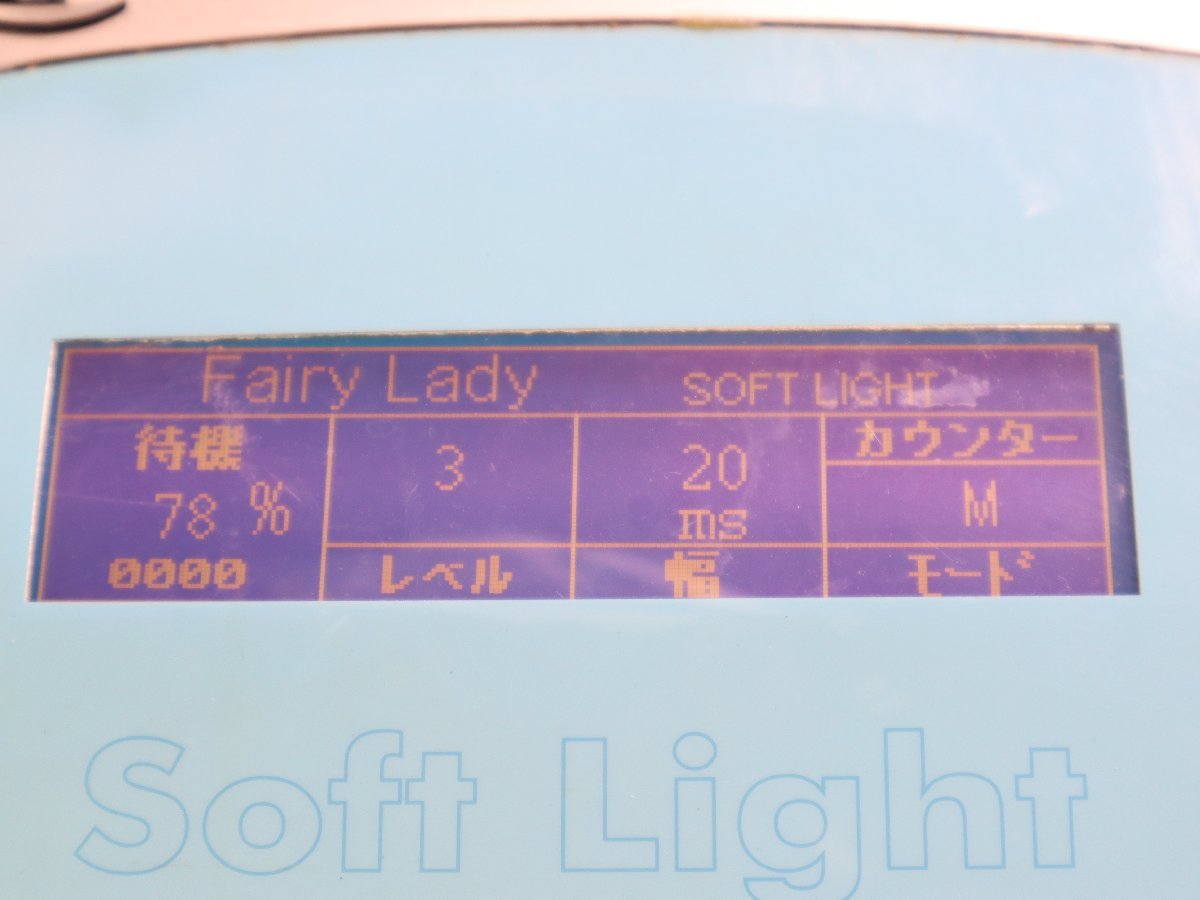 Fairy Lady SOFT LIGHT
待機
78 %
0000
3
レベル
20
ms
幅
カウンター
M
モード
Soft Light